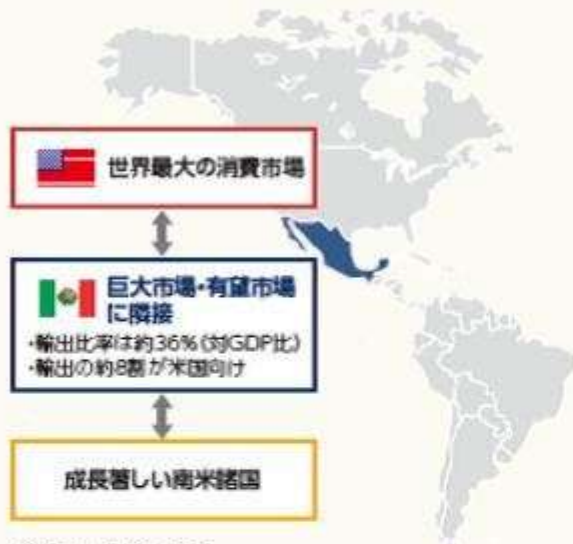 世界最大の消費市場
巨大市場・有望市場
に隣接
・輸出比率は約36%(対GDP比)
・輸出の約8割が米国向け
成長著しい南米諸国